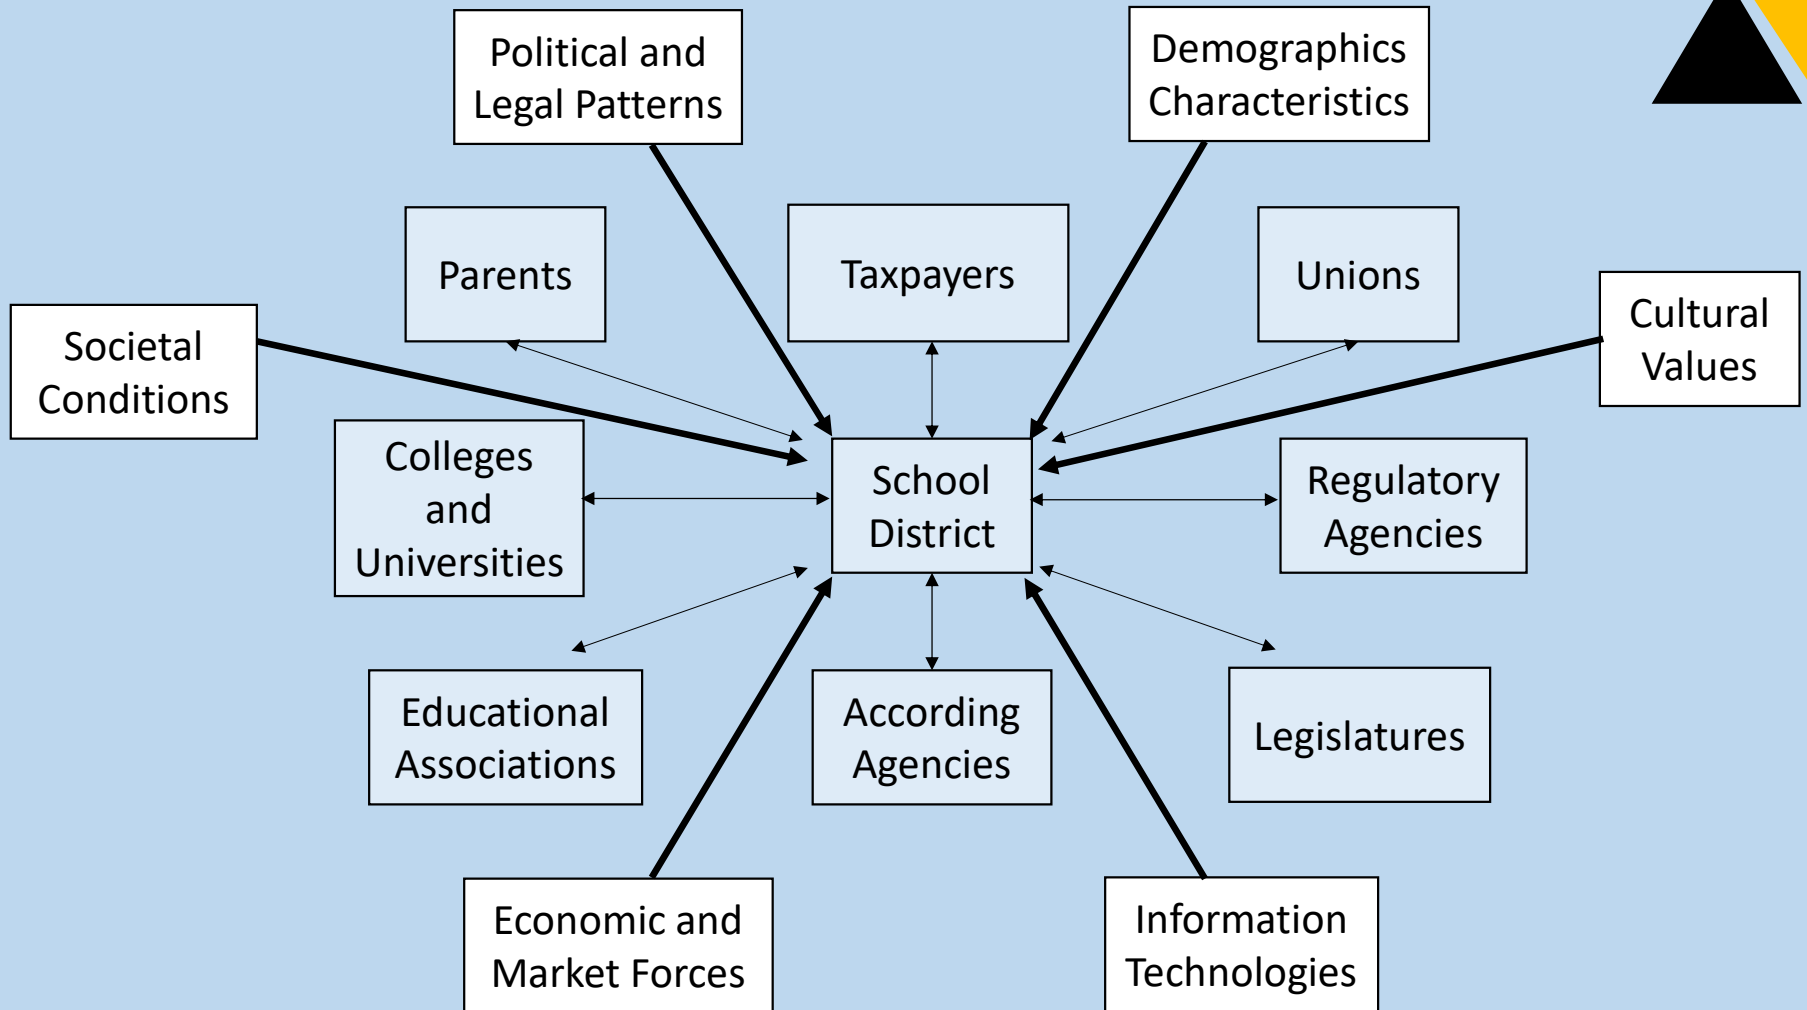 Political and
Legal Patterns
Demographics
Characteristics
Parents
Taxpayers
Unions
Societal
Conditions
Cultural
Values
Colleges
and
Universities
School
District
Regulatory
Agencies
Educational
Associations
According
Agencies
Legislatures
Economic and
Market Forces
Information
Technologies